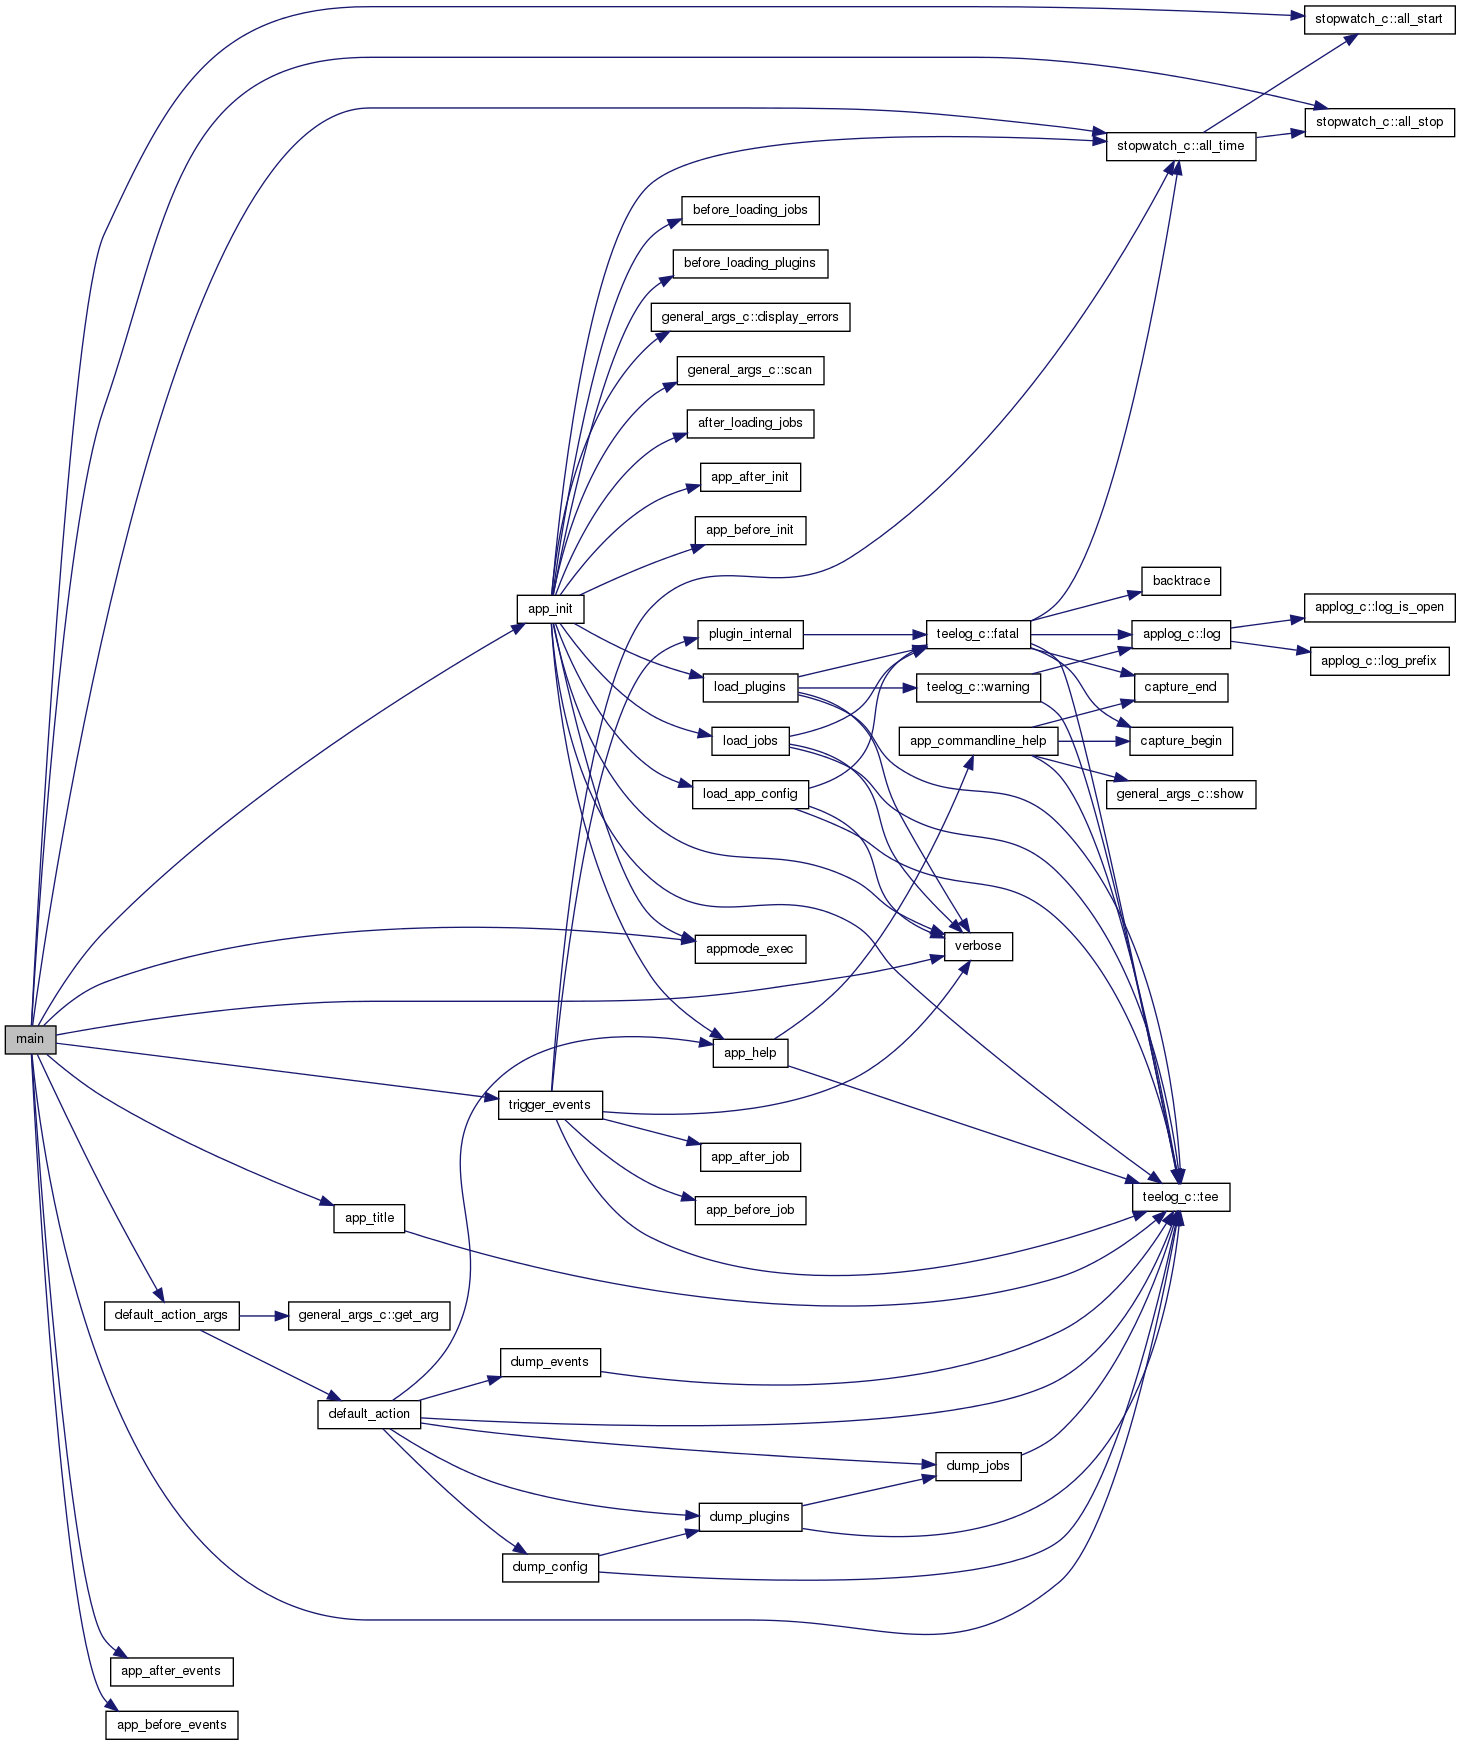 stopwatch_c::all_start
stopwatch_c::all_stop
stopwatch_c::all_time
before_loading_jobs
before_loading_plugins
general_args_c::display_errors
general_args_c::scan
after_loading_jobs
app_after_init
app_before_init
backtrace
app_init
applog_c::log_is_open
plugin_internal
teelog_c::fatal
applog_c::log
applog_c::log_prefix
load_plugins
teelog_c::warning
capture_end
load_jobs
app_commandline_help
capture_begin
load_app_config
general_args_c::show
appmode_exec
verbose
main
app_help
trigger_events
app_after_job
teelog_c::tee
app_before_job
app_title
default_action_args
general_args_c::get_arg
dump_events
default_action
dump_jobs
dump_plugins
dump_config
app_after_events
app_before_events